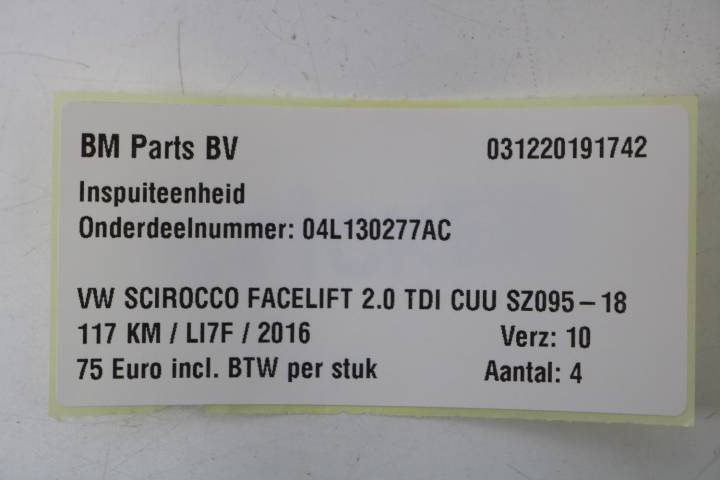 BM Parts BV 031220191742
Inspuiteenheid
Onderdeelnummer: 04L130277AC
VW SCIROCCO FACELIFT 2.0 TDI CUU SZ095-18
117 KM / LI7F / 2016 Verz: 10
75 Euro incl. BTW per stuk Aantal: 4